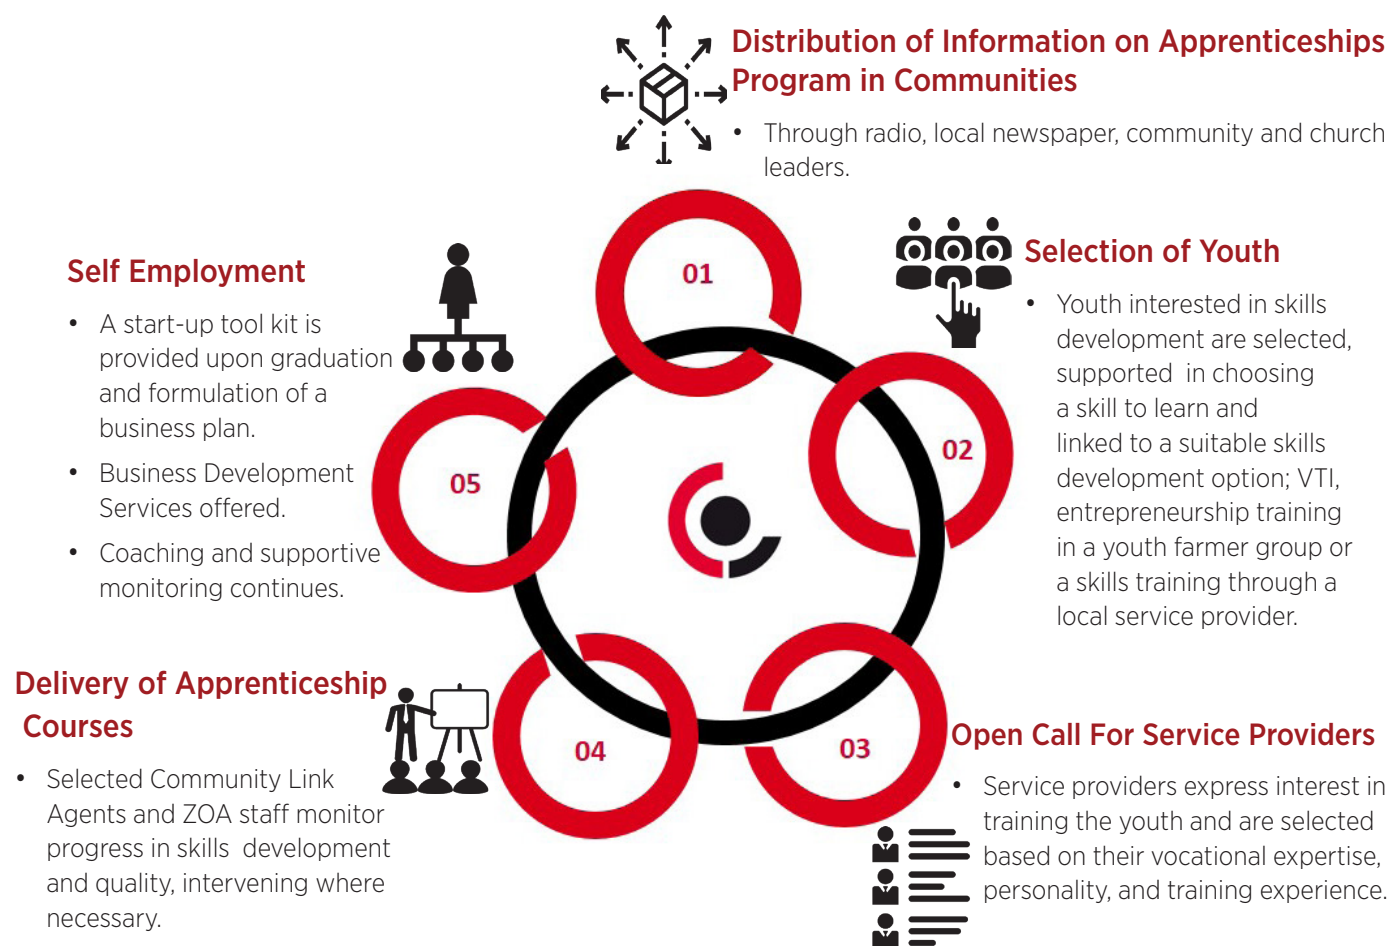 Distribution of Information on Apprenticeships
Program in Communities
• Through radio, local newspaper, community and church
leaders.
01
Selection of Youth
• Youth interested in skills
development are selected,
supported in choosing
a skill to learn and
linked to a suitable skills
development option; VTI,
entrepreneurship training
in a youth farmer group or
a skills training through a
local service provider.
02
Open Call For Service Providers
• Service providers express interest in
training the youth and are selected
based on their vocational expertise,
personality, and training experience.
03
Delivery of Apprenticeship
Courses
• Selected Community Link
Agents and ZOA staff monitor
progress in skills development
and quality, intervening where
necessary.
04
Self Employment
• A start-up tool kit is
provided upon graduation
and formulation of a
business plan.
• Business Development
Services offered.
• Coaching and supportive
monitoring continues.
05